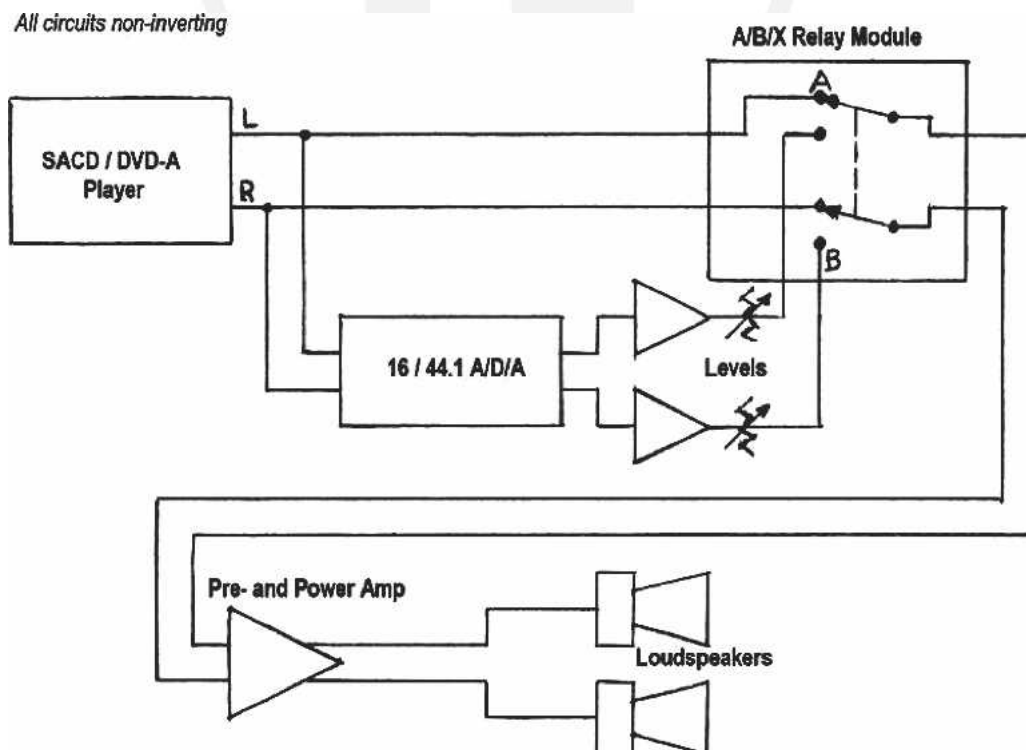 All circuits non-inverting
A/B/X Relay Module
A
L
SACD / DVD-A
Player
R
B
16 / 44.1 A/D/A
Levels
Pre- and Power Amp
Loudspeakers